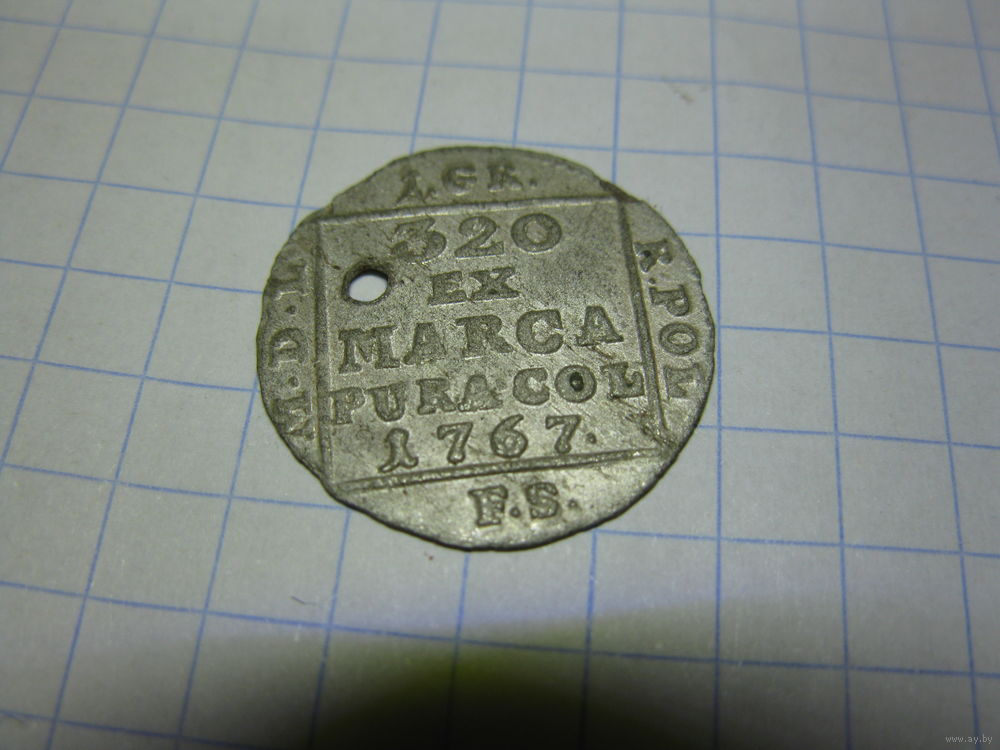 1.GR.
320
EX
MARCA
PURA·COL
1767.
F.S.
M.D.L
R.POL
www.ay.by